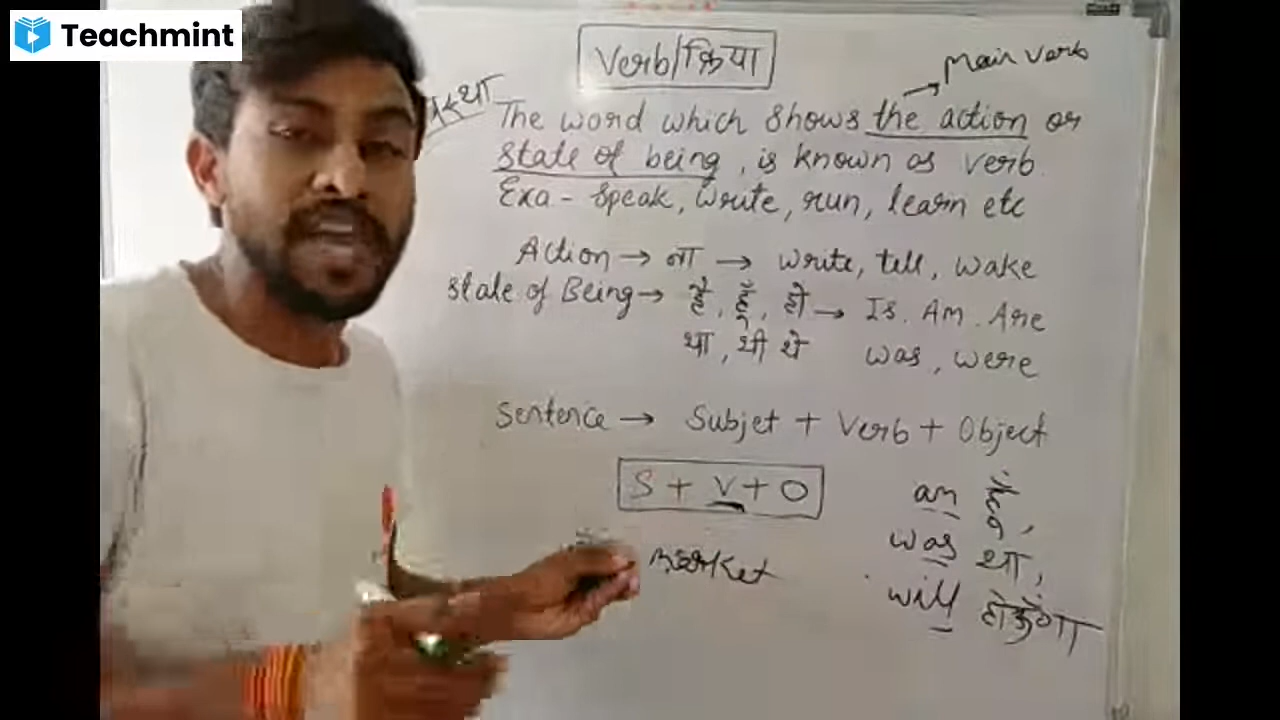 Teachmint
Verb/क्रिया
Main Verb
The word which shows the action or
state of being, is known as verb
Exa - Speak, Write, run, learn etc
Action → ना → write, tell, wake
State of Being → है, हूँ, हो → Is. Am. Are
था, थी थे was, were
Sentence → Subjet + Verb + Object
S + V + O
am हूँ,
was था,
market
will होऊँगा